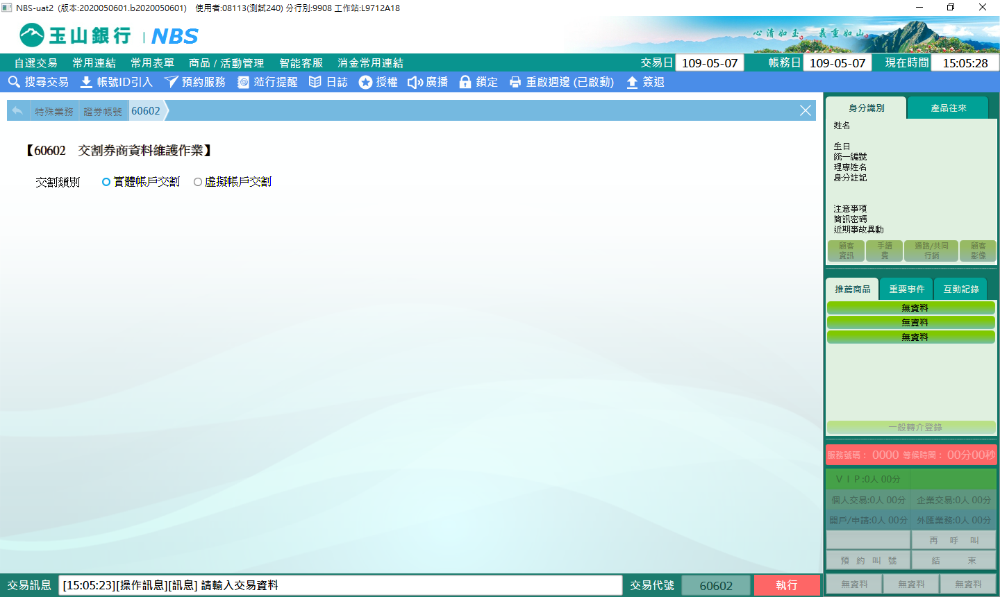 NBS-uat2 (版本:2020050601.b2020050601) 使用者:08113(測試240) 分行別:9908 工作站:L9712A18
玉山銀行 | NBS
心清如玉。 義重如山。
自選交易 常用連結 常用表單 商品 / 活動管理 智能客服 消金常用連結 交易日 109-05-07 帳務日 109-05-07 現在時間 15:05:28
搜尋交易 帳號ID引入 預約服務 蒞行提醒 日誌 授權 廣播 鎖定 重啟週邊 (已啟動) 簽退
特殊業務 證券帳號 60602
【60602 交割券商資料維護作業】
交割類別 實體帳戶交割 虛擬帳戶交割
身分識別 產品往來
姓名
生日
統一編號
理專姓名
身分註記
注意事項
簡訊密碼
近期事故異動
顧客資訊 手續費 通路/共同行銷 顧客影像
推薦商品 重要事件 互動記錄
無資料
無資料
無資料
一般轉介登錄
服務號碼： 0000 等候時間： 00分00秒
ＶＩＰ:0人 00分
個人交易:0人 00分 企業交易:0人 00分
開戶/申請:0人 00分 外匯業務:0人 00分
再 呼 叫
預 約 叫 號 結 束
無資料 無資料 無資料
交易訊息 [15:05:23][操作訊息][訊息] 請輸入交易資料 交易代號 60602 執行